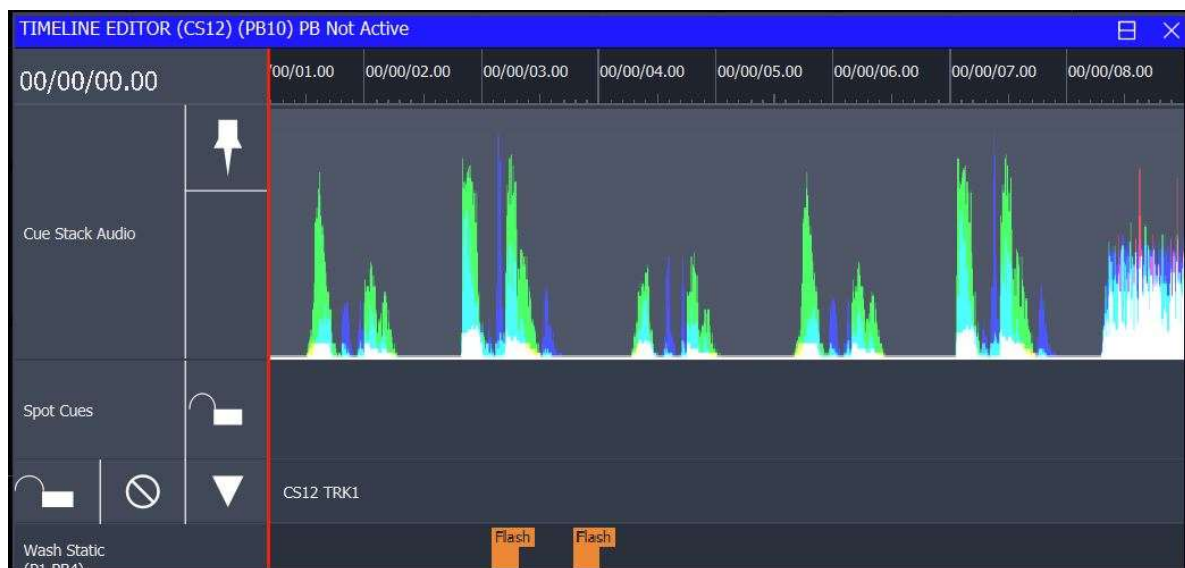 TIMELINE EDITOR (CS12) (PB10) PB Not Active
00/00/00.00
'00/01.00 00/00/02.00 00/00/03.00 00/00/04.00 00/00/05.00 00/00/06.00 00/00/07.00 00/00/08.00
Cue Stack Audio
Spot Cues
CS12 TRK1
Flash Flash
Wash Static
(P1 PB4)